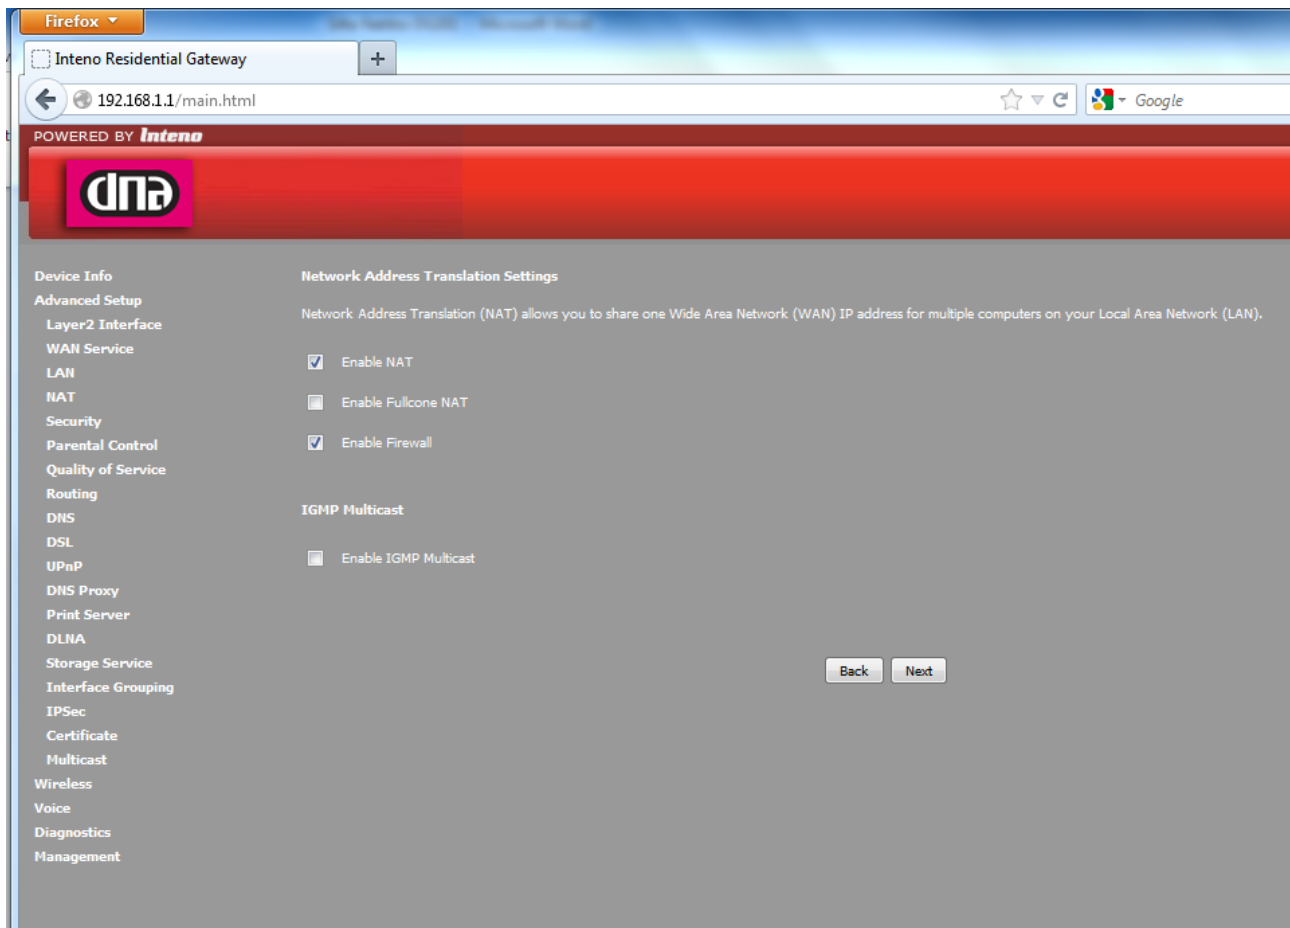 Firefox
Inteno Residential Gateway
192.168.1.1/main.html
Google
POWERED BY Inteno
dna
Device Info
Advanced Setup
Layer2 Interface
WAN Service
LAN
NAT
Security
Parental Control
Quality of Service
Routing
DNS
DSL
UPnP
DNS Proxy
Print Server
DLNA
Storage Service
Interface Grouping
IPSec
Certificate
Multicast
Wireless
Voice
Diagnostics
Management
Network Address Translation Settings
Network Address Translation (NAT) allows you to share one Wide Area Network (WAN) IP address for multiple computers on your Local Area Network (LAN).
Enable NAT
Enable Fullcone NAT
Enable Firewall
IGMP Multicast
Enable IGMP Multicast
Back Next